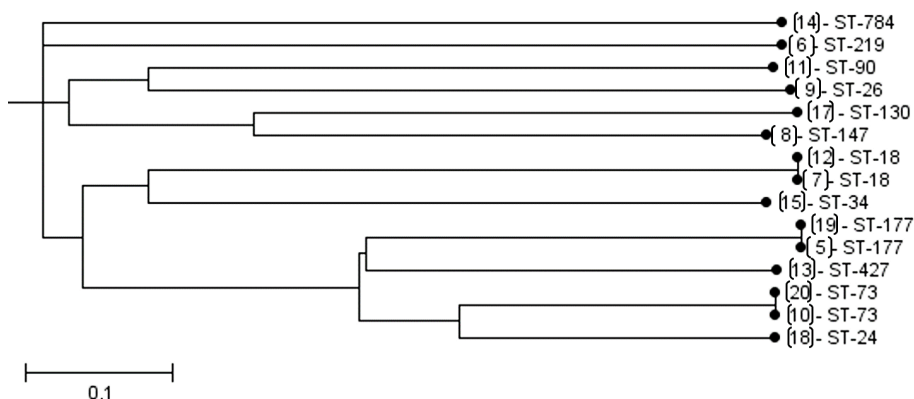 (14)- ST-784
(6)- ST-219
(11)- ST-90
(9)- ST-26
(17)- ST-130
(8)- ST-147
(12)- ST-18
(7)- ST-18
(15)- ST-34
(19)- ST-177
(5)- ST-177
(13)- ST-427
(20)- ST-73
(10)- ST-73
(18)- ST-24
0.1